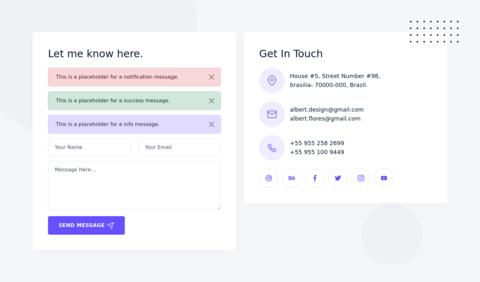 Let me know here.
This is a placeholder for a notification message.
This is a placeholder for a success message.
This is a placeholder for a info message.
Your Name
Your Email
Message Here...
SEND MESSAGE
Get In Touch
House #5, Street Number #98,
brasilia- 70000-000, Brazil.
albert.design@gmail.com
albert.flores@gmail.com
+55 955 258 2699
+55 955 100 9449
Bē